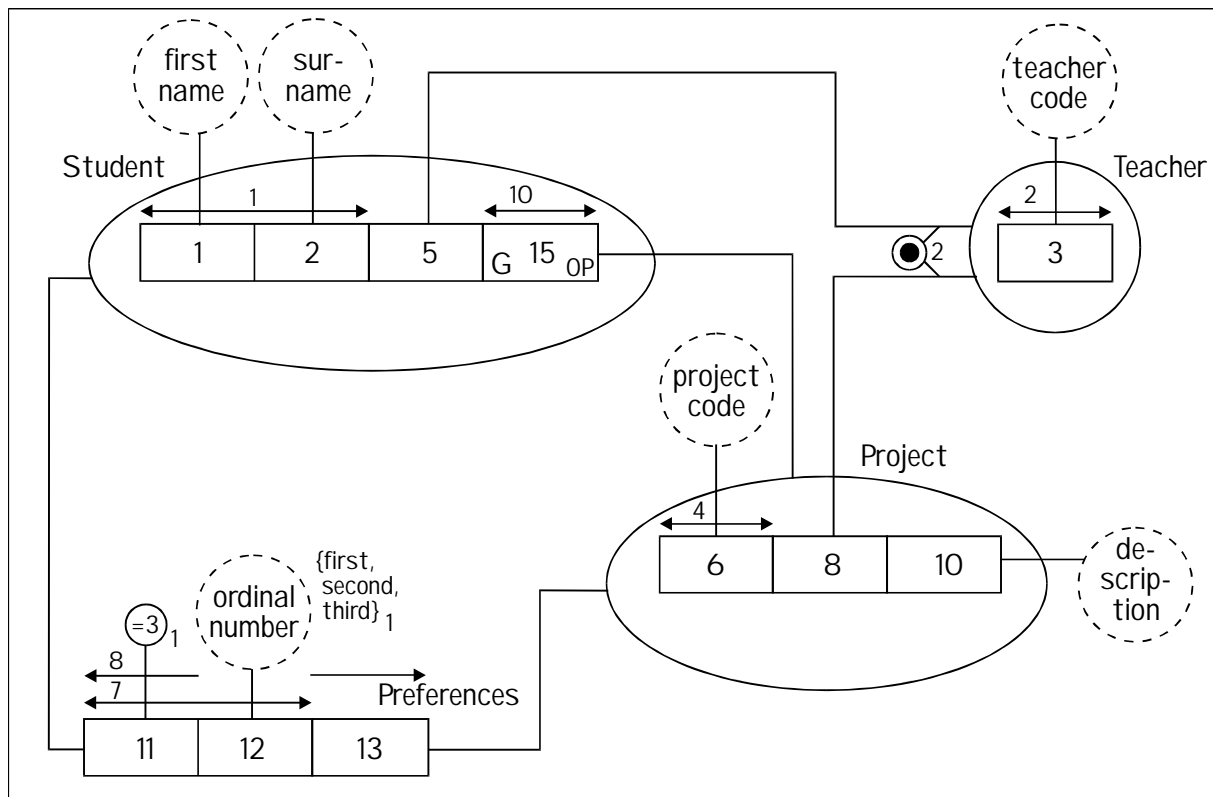 first
name
sur-
name
teacher
code
Student
Teacher
1
10
2
1
2
5
G 15 OP
2
3
project
code
Project
4
6
8
10
de-
scrip-
tion
ordinal
number
{first,
second,
third} 1
=3 1
8
7
Preferences
11
12
13